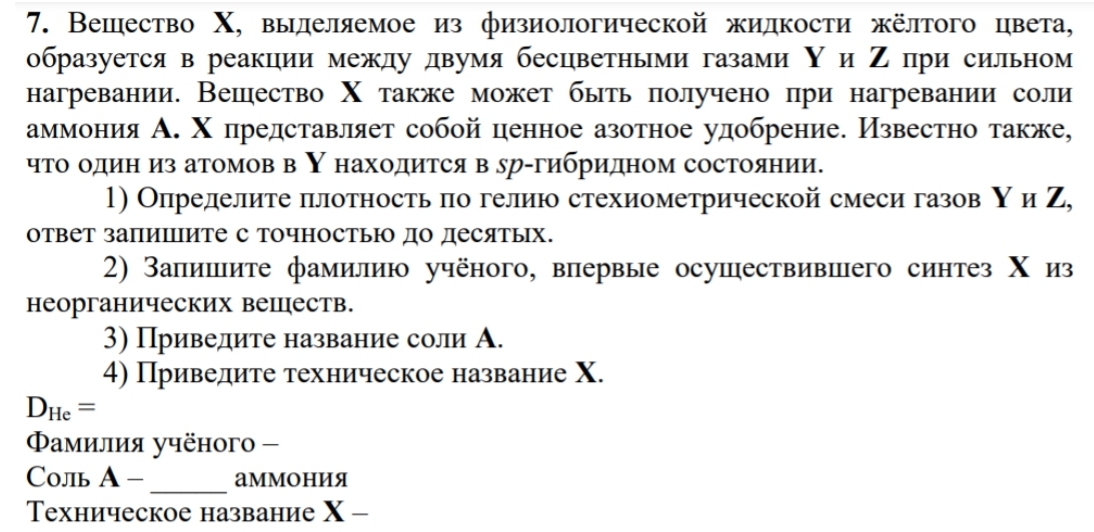 7. Вещество X, выделяемое из физиологической жидкости жёлтого цвета,
образуется в реакции между двумя бесцветными газами Y и Z при сильном
нагревании. Вещество X также может быть получено при нагревании соли
аммония А. X представляет собой ценное азотное удобрение. Известно также,
что один из атомов в Y находится в sp-гибридном состоянии.
1) Определите плотность по гелию стехиометрической смеси газов Y и Z,
ответ запишите с точностью до десятых.
2) Запишите фамилию учёного, впервые осуществившего синтез X из
неорганических веществ.
3) Приведите название соли А.
4) Приведите техническое название X.
DHe =
Фамилия учёного –
Соль А – ______ аммония
Техническое название X –